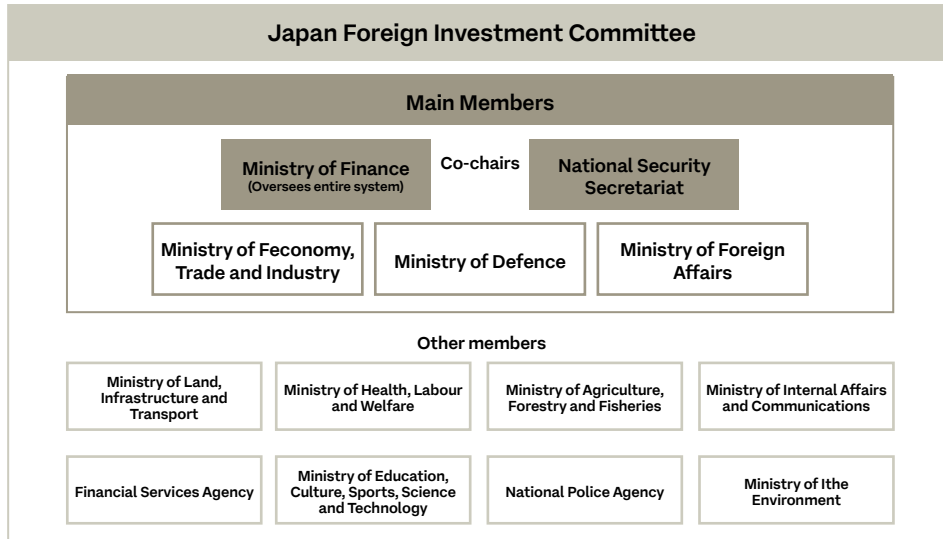 Japan Foreign Investment Committee
Main Members
Ministry of Finance
(Oversees entire system)
Co-chairs
National Security
Secretariat
Ministry of Feconomy,
Trade and Industry
Ministry of Defence
Ministry of Foreign
Affairs
Other members
Ministry of Land,
Infrastructure and
Transport
Ministry of Health, Labour
and Welfare
Ministry of Agriculture,
Forestry and Fisheries
Ministry of Internal Affairs
and Communications
Financial Services Agency
Ministry of Education,
Culture, Sports, Science
and Technology
National Police Agency
Ministry of Ithe
Environment